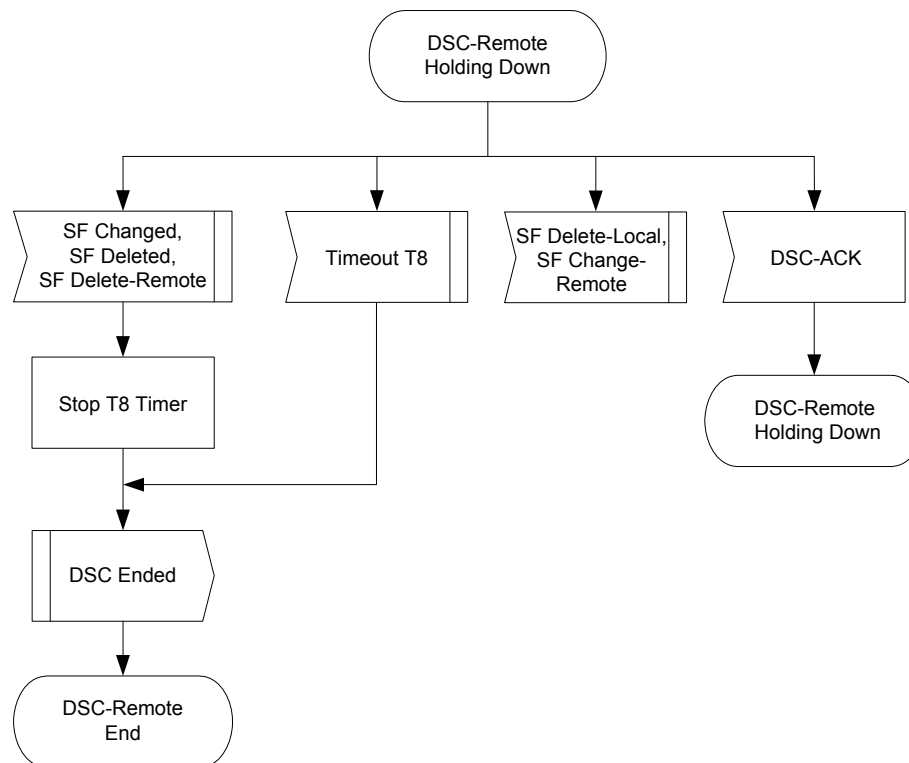 DSC-Remote
Holding Down
SF Changed,
SF Deleted,
SF Delete-Remote
Timeout T8
SF Delete-Local,
SF Change-
Remote
DSC-ACK
Stop T8 Timer
DSC-Remote
Holding Down
DSC Ended
DSC-Remote
End